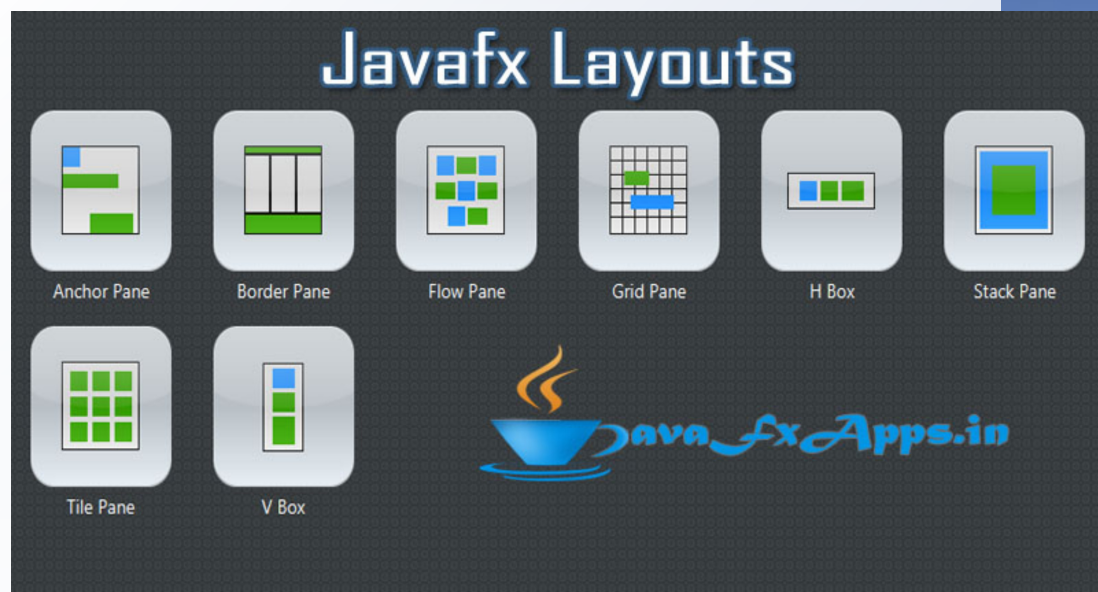 Javafx Layouts
Anchor Pane
Border Pane
Flow Pane
Grid Pane
H Box
Stack Pane
Tile Pane
V Box
JavafxApps.in